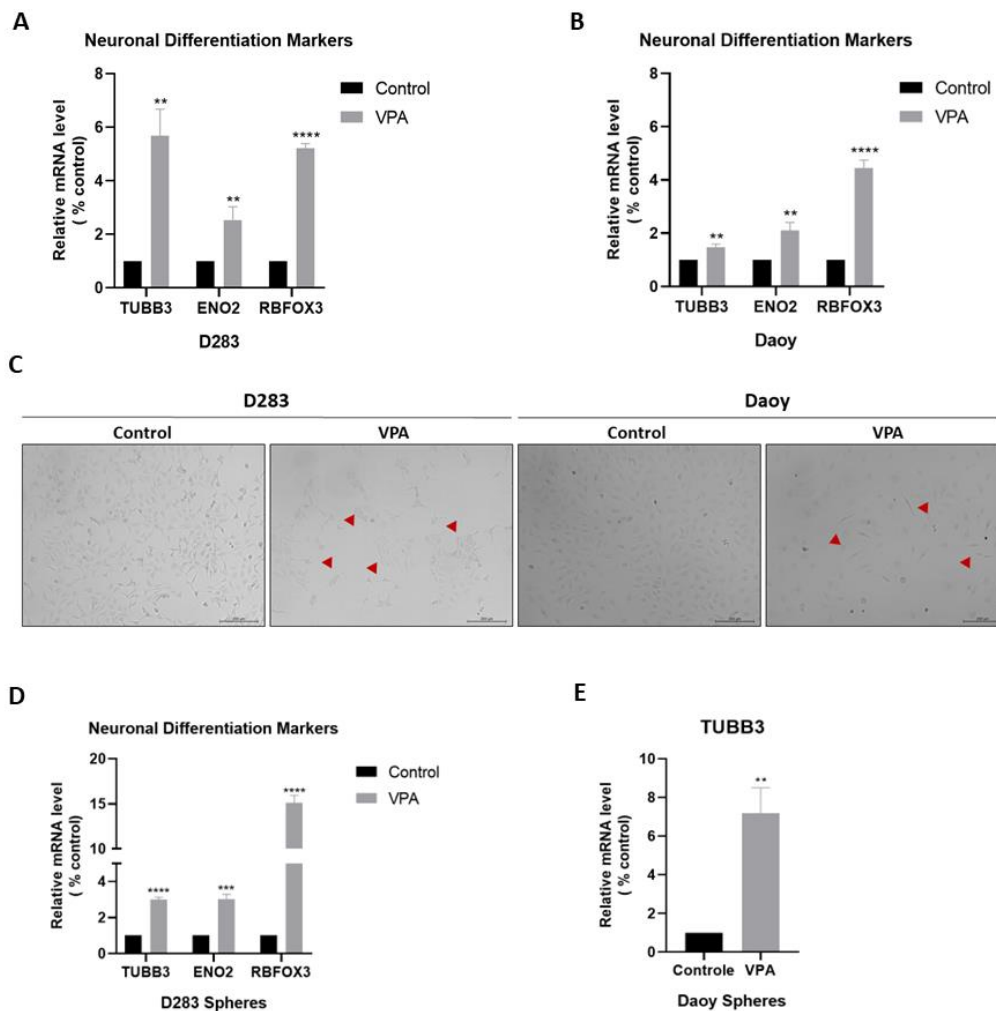 A
Neuronal Differentiation Markers
Relative mRNA level
( % control)
8
6
4
2
0
**
**
****
Control
VPA
TUBB3 ENO2 RBFOX3
D283
B
Neuronal Differentiation Markers
Relative mRNA level
( % control)
8
6
4
2
0
**
**
****
Control
VPA
TUBB3 ENO2 RBFOX3
Daoy
C
D283 Daoy
Control VPA Control VPA
D
Neuronal Differentiation Markers
Relative mRNA level
( % control)
20
15
10
4
2
0
****
***
****
Control
VPA
TUBB3 ENO2 RBFOX3
D283 Spheres
E
TUBB3
Relative mRNA level
( % control)
10
8
6
4
2
0
**
Controle VPA
Daoy Spheres